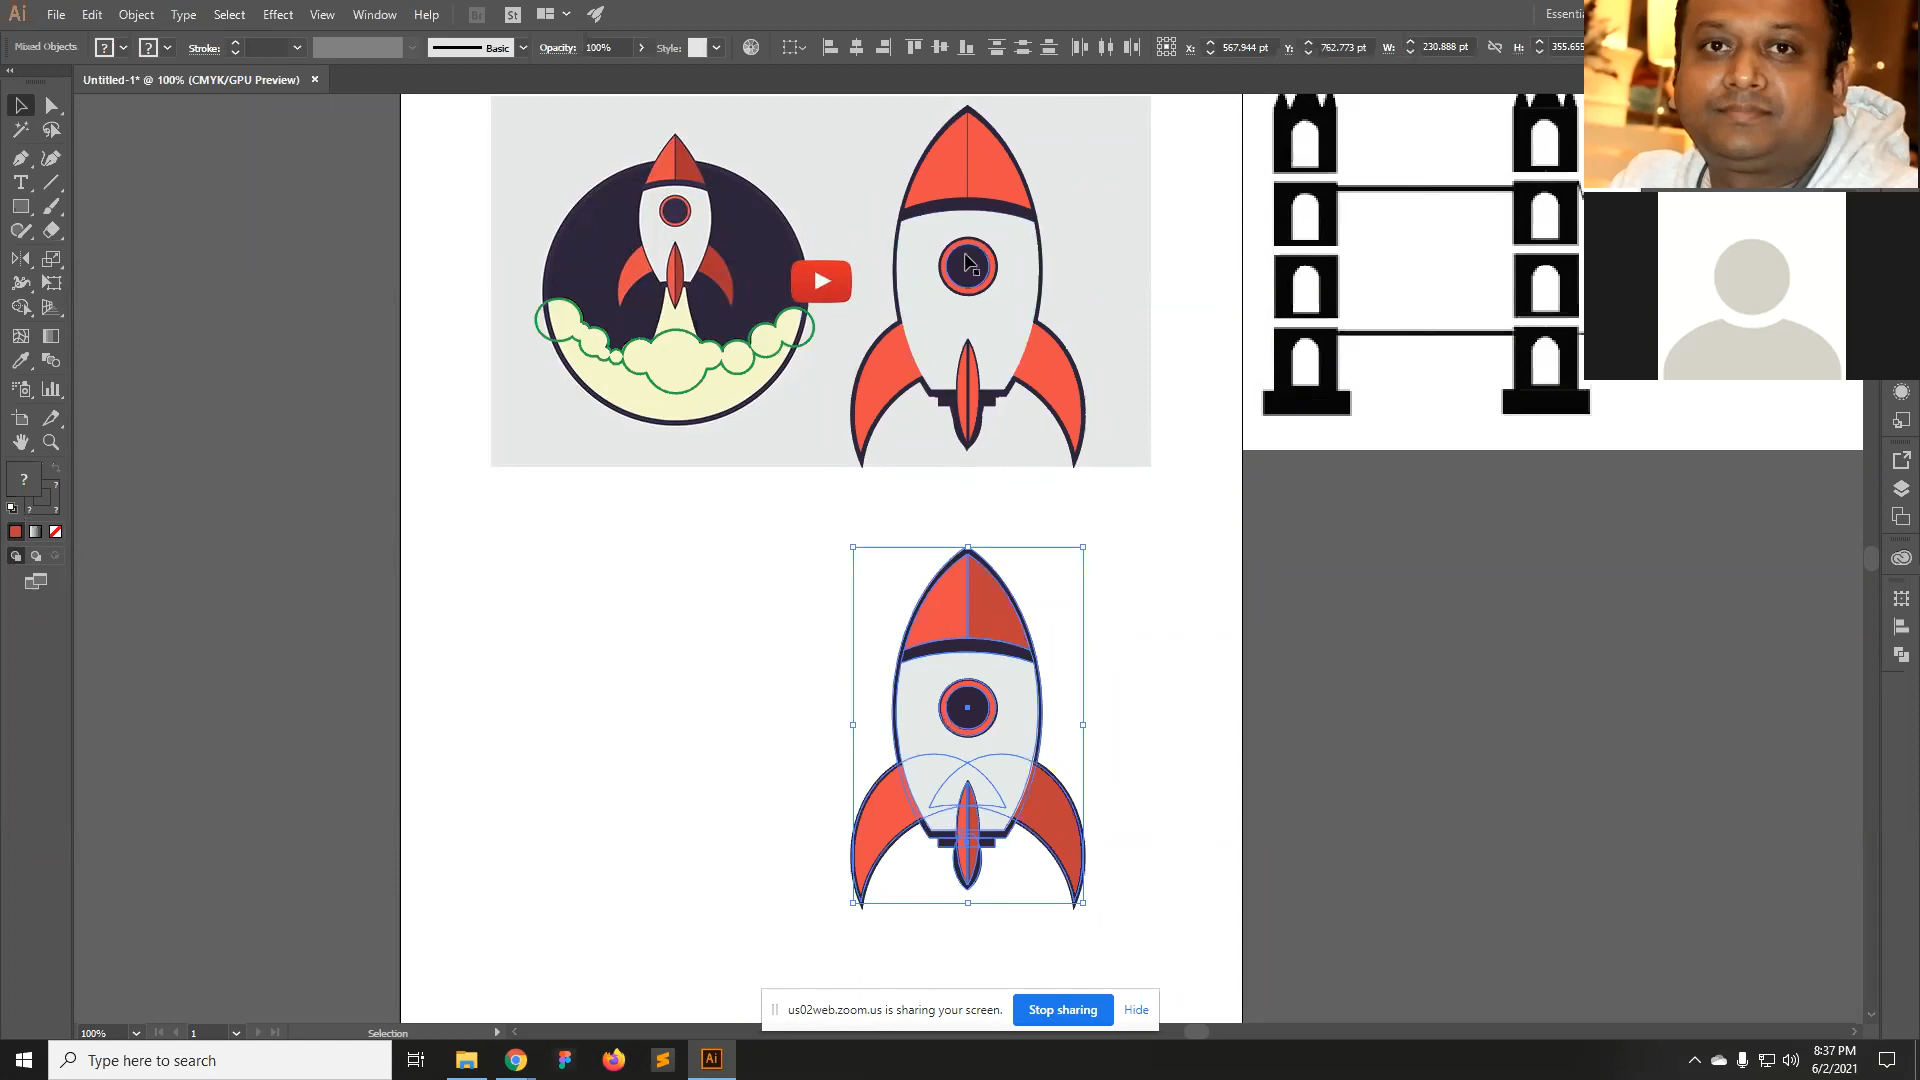 Ai File Edit Object Type Select Effect View Window Help Br St Essentia
Mixed Objects ? ? Stroke: Basic Opacity: 100% Style: X: 567.944 pt Y: 762.773 pt W: 230.888 pt H: 355.655
Untitled-1* @ 100% (CMYK/GPU Preview) ×
T
?
?
?
?
us02web.zoom.us is sharing your screen. Stop sharing Hide
100% 1 Selection
Type here to search
Ai
8:37 PM
6/2/2021